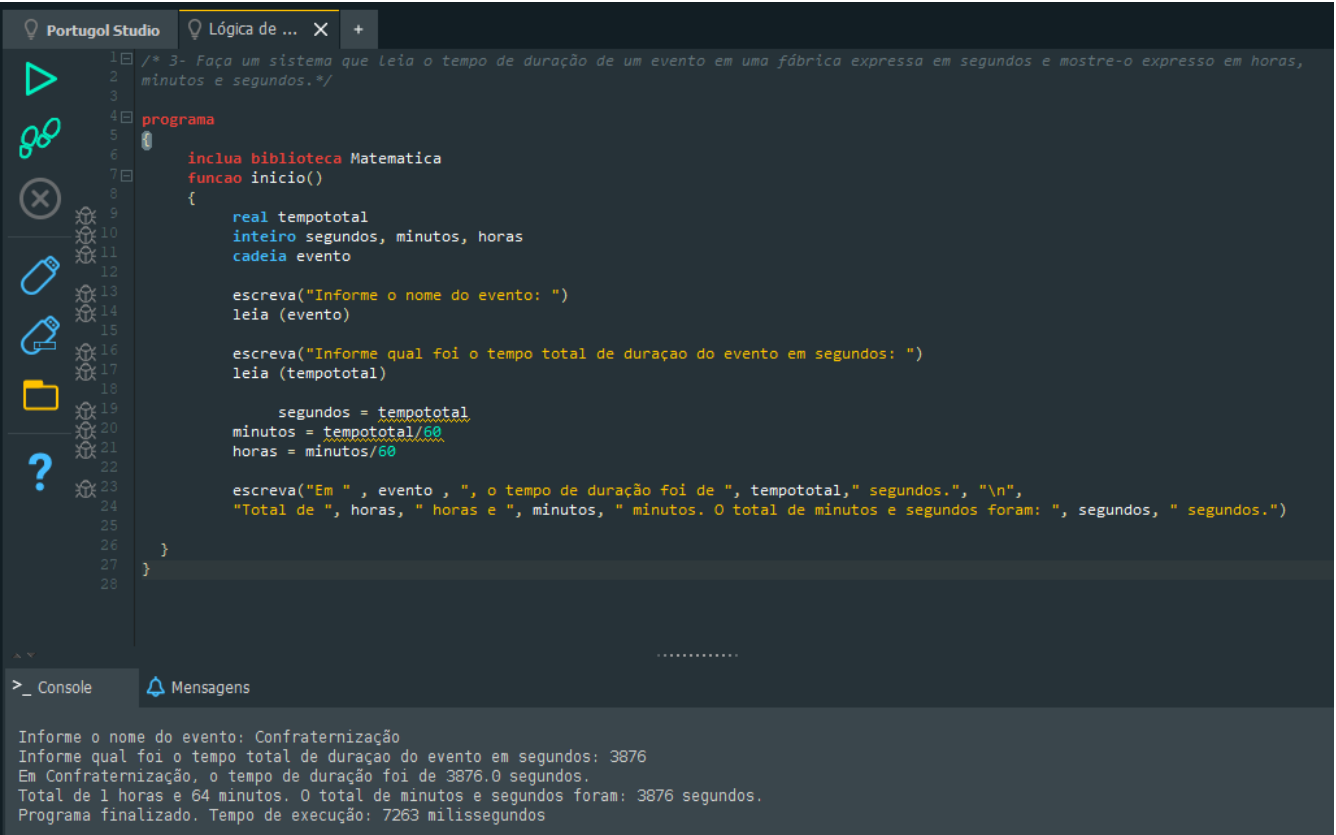 Portugol Studio
Lógica de ...
+
1 /* 3- Faça um sistema que leia o tempo de duração de um evento em uma fábrica expressa em segundos e mostre-o expresso em horas,
2 minutos e segundos.*/
3
4 programa
5 {
6 inclua biblioteca Matematica
7 funcao inicio()
8 {
9 real tempototal
10 inteiro segundos, minutos, horas
11 cadeia evento
12
13 escreva("Informe o nome do evento: ")
14 leia (evento)
15
16 escreva("Informe qual foi o tempo total de duraçao do evento em segundos: ")
17 leia (tempototal)
18
19 segundos = tempototal
20 minutos = tempototal/60
21 horas = minutos/60
22
23 escreva("Em " , evento , ", o tempo de duração foi de ", tempototal," segundos.", "\n",
24 "Total de ", horas, " horas e ", minutos, " minutos. O total de minutos e segundos foram: ", segundos, " segundos.")
25
26 }
27 }
28
>_ Console
Mensagens
Informe o nome do evento: Confraternização
Informe qual foi o tempo total de duraçao do evento em segundos: 3876
Em Confraternização, o tempo de duração foi de 3876.0 segundos.
Total de 1 horas e 64 minutos. O total de minutos e segundos foram: 3876 segundos.
Programa finalizado. Tempo de execução: 7263 milissegundos